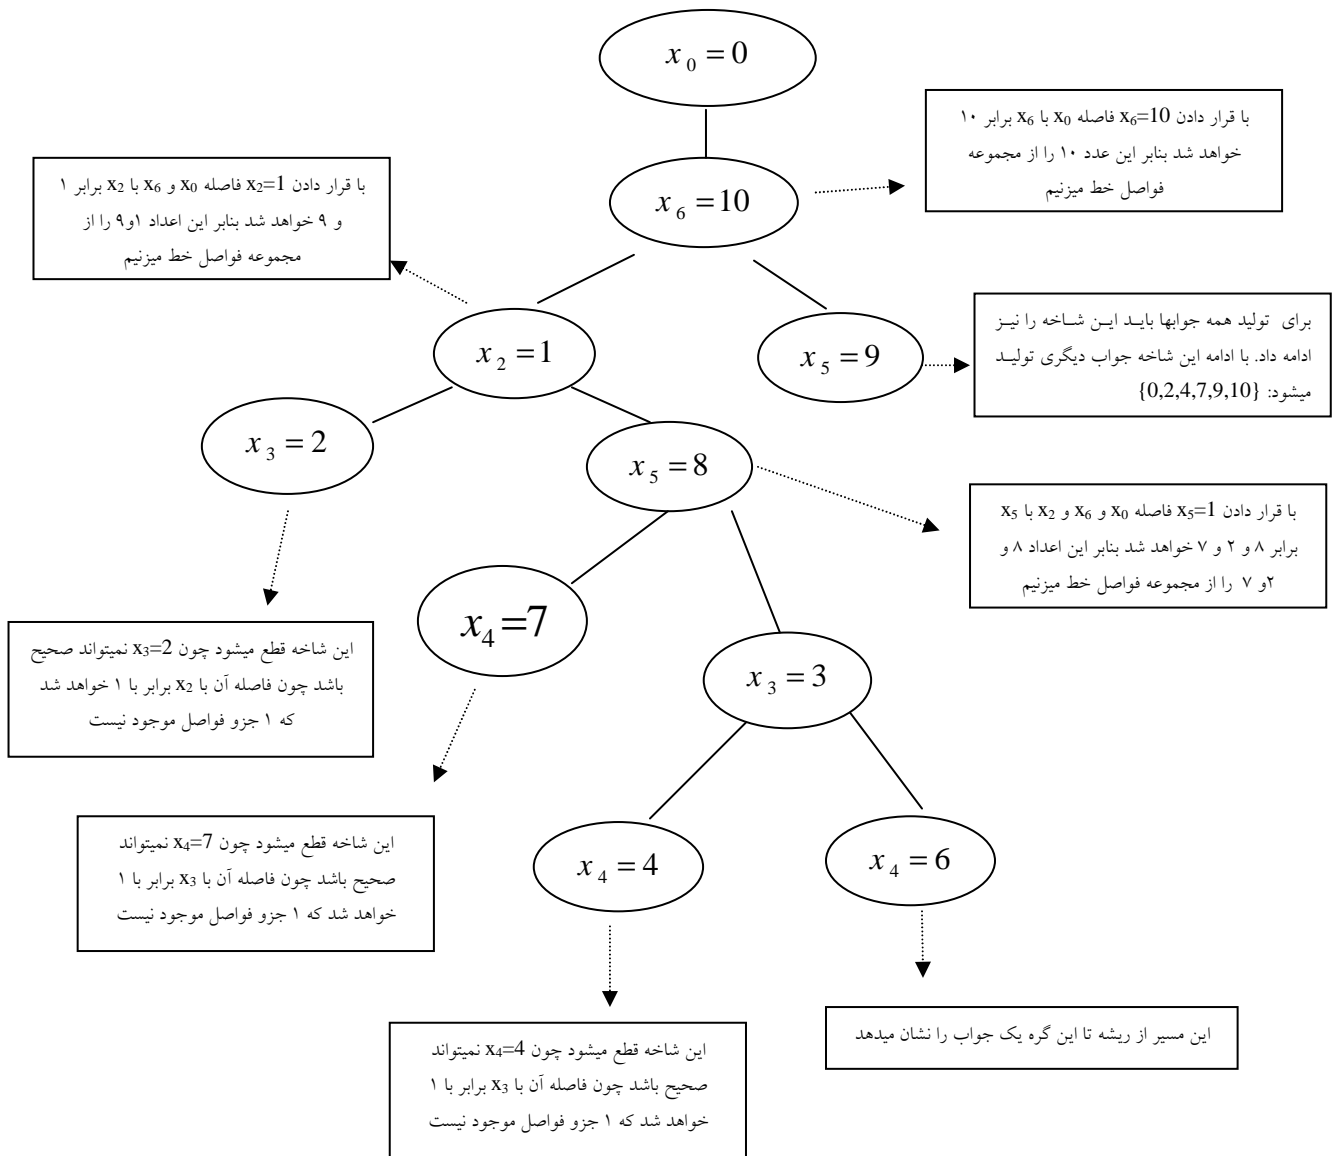 x0 = 0
با قرار دادن x6=10 فاصله x0 با x6 برابر ۱۰
خواهد شد بنابر این عدد ۱۰ را از مجموعه
فواصل خط میزنیم
با قرار دادن x2=1 فاصله x0 و x6 با x2 برابر ۱
و ۹ خواهد شد بنابر این اعداد ۱و۹ را از
مجموعه فواصل خط میزنیم
x6 = 10
x2 = 1
x5 = 9
برای تولید همه جوابها باید این شاخه را نیز
ادامه داد. با ادامه این شاخه جواب دیگری تولید
میشود: {0,2,4,7,9,10}
x3 = 2
x5 = 8
با قرار دادن x5=1 فاصله x0 و x6 و x2 با x5
برابر ۸ و ۲ و ۷ خواهد شد بنابر این اعداد ۸ و
۲و ۷ را از مجموعه فواصل خط میزنیم
x4=7
این شاخه قطع میشود چون x3=2 نمیتواند صحیح
باشد چون فاصله آن با x2 برابر با ۱ خواهد شد
که ۱ جزو فواصل موجود نیست
x3 = 3
این شاخه قطع میشود چون x4=7 نمیتواند
صحیح باشد چون فاصله آن با x3 برابر با ۱
خواهد شد که ۱ جزو فواصل موجود نیست
x4 = 4
x4 = 6
این مسیر از ریشه تا این گره یک جواب را نشان میدهد
این شاخه قطع میشود چون x4=4 نمیتواند
صحیح باشد چون فاصله آن با x3 برابر با ۱
خواهد شد که ۱ جزو فواصل موجود نیست